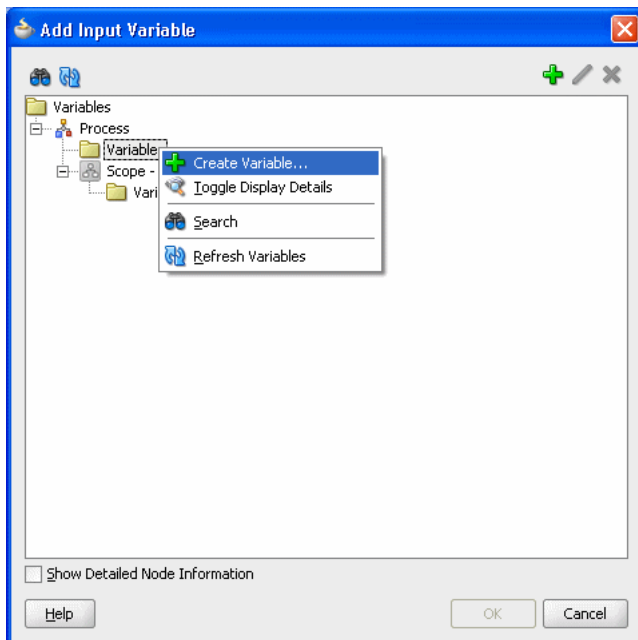 Add Input Variable
Variables
Process
Variable
Create Variable...
Scope -
Toggle Display Details
Vari
Search
Refresh Variables
Show Detailed Node Information
Help
OK
Cancel